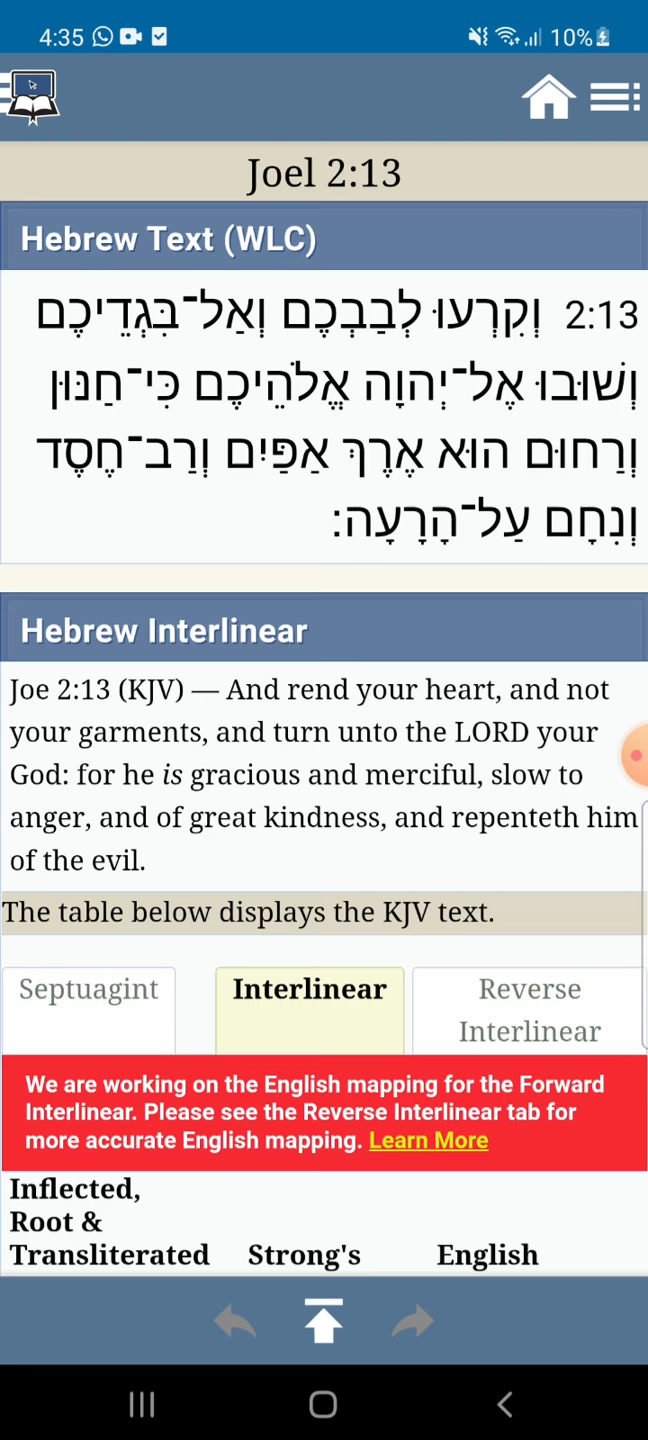 4:35 10%
Joel 2:13
Hebrew Text (WLC)
2:13 וְקִרְעוּ לְבַבְכֶם וְאַל־בִּגְדֵיכֶם
וְשׁוּבוּ אֶל־יְהוָה אֱלֹהֵיכֶם כִּי־חַנּוּן
וְרַחוּם הוּא אֶרֶךְ אַפַּיִם וְרַב־חֶסֶד
וְנִחָם עַל־הָרָעָה׃
Hebrew Interlinear
Joe 2:13 (KJV) — And rend your heart, and not
your garments, and turn unto the LORD your
God: for he is gracious and merciful, slow to
anger, and of great kindness, and repenteth him
of the evil.
The table below displays the KJV text.
Septuagint Interlinear Reverse
Interlinear
We are working on the English mapping for the Forward
Interlinear. Please see the Reverse Interlinear tab for
more accurate English mapping. Learn More
Inflected,
Root &
Transliterated Strong's English